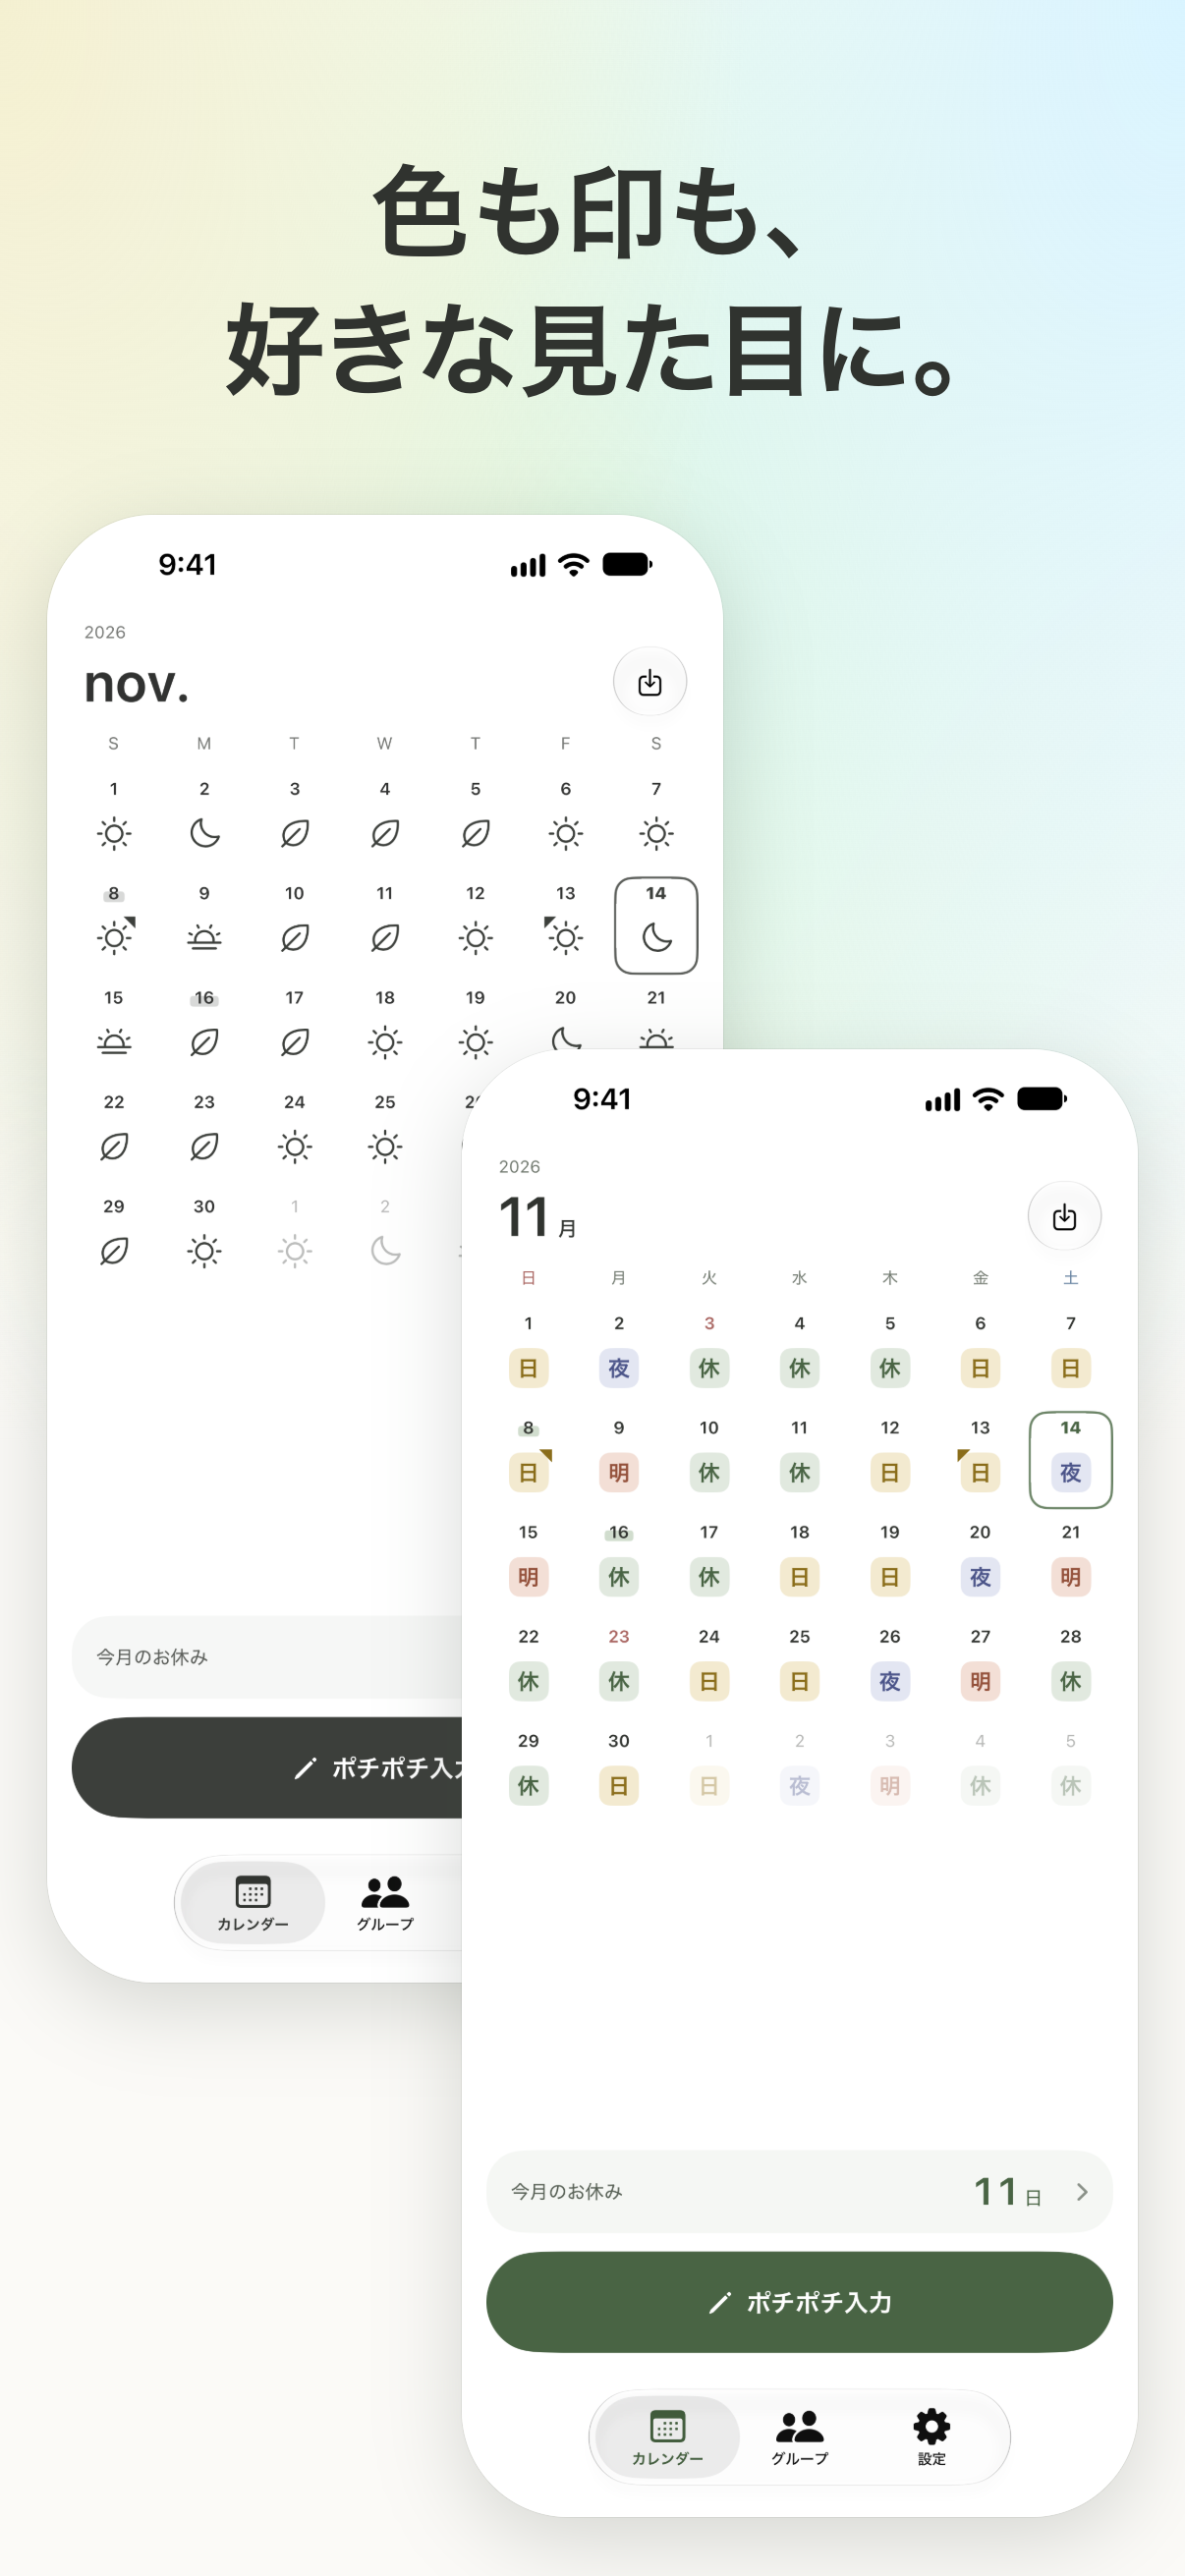 色も印も、
好きな見た目に。
9:41
2026
nov.
S M T W T F S
1 2 3 4 5 6 7
8 9 10 11 12 13 14
15 16 17 18 19 20 21
22 23 24 25
29 30 1 2
今月のお休み
ポチポチ入
カレンダー グループ
9:41
2026
11月
日 月 火 水 木 金 土
1 2 3 4 5 6 7
日 夜 休 休 休 日 日
8 9 10 11 12 13 14
日 明 休 休 日 日 夜
15 16 17 18 19 20 21
明 休 休 日 日 夜 明
22 23 24 25 26 27 28
休 休 日 日 夜 明 休
29 30 1 2 3 4 5
休 日 日 夜 明 休 休
今月のお休み 11日
ポチポチ入力
カレンダー グループ 設定